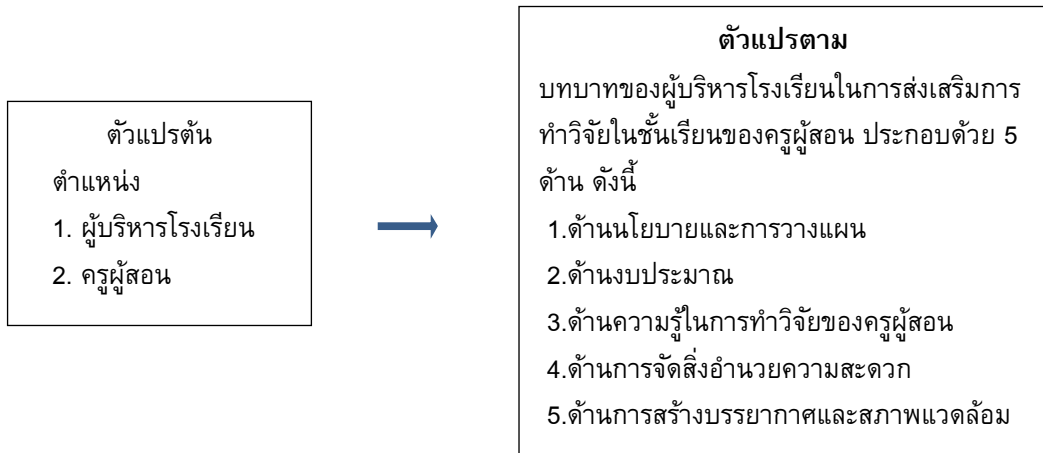 ตัวแปรต้น
ตำแหน่ง
1. ผู้บริหารโรงเรียน
2. ครูผู้สอน
ตัวแปรตาม
บทบาทของผู้บริหารโรงเรียนในการส่งเสริมการ
ทำวิจัยในชั้นเรียนของครูผู้สอน ประกอบด้วย 5
ด้าน ดังนี้
1.ด้านนโยบายและการวางแผน
2.ด้านงบประมาณ
3.ด้านความรู้ในการทำวิจัยของครูผู้สอน
4.ด้านการจัดสิ่งอำนวยความสะดวก
5.ด้านการสร้างบรรยากาศและสภาพแวดล้อม